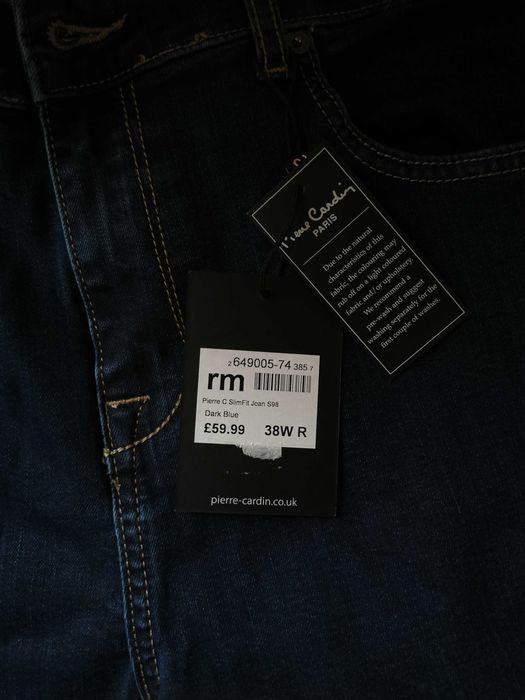 Pierre Cardin
PARIS
Due to the natural
characteristics of this
fabric, the colouring may
rub off on a light coloured
fabric and/or upholstery.
We recommend a
pre-wash and suggest
washing separately for the
first couple of washes.
2 649005-74 385 7
rm
Pierre C SlimFit Jean S98
Dark Blue
£59.99 38W R
pierre-cardin.co.uk